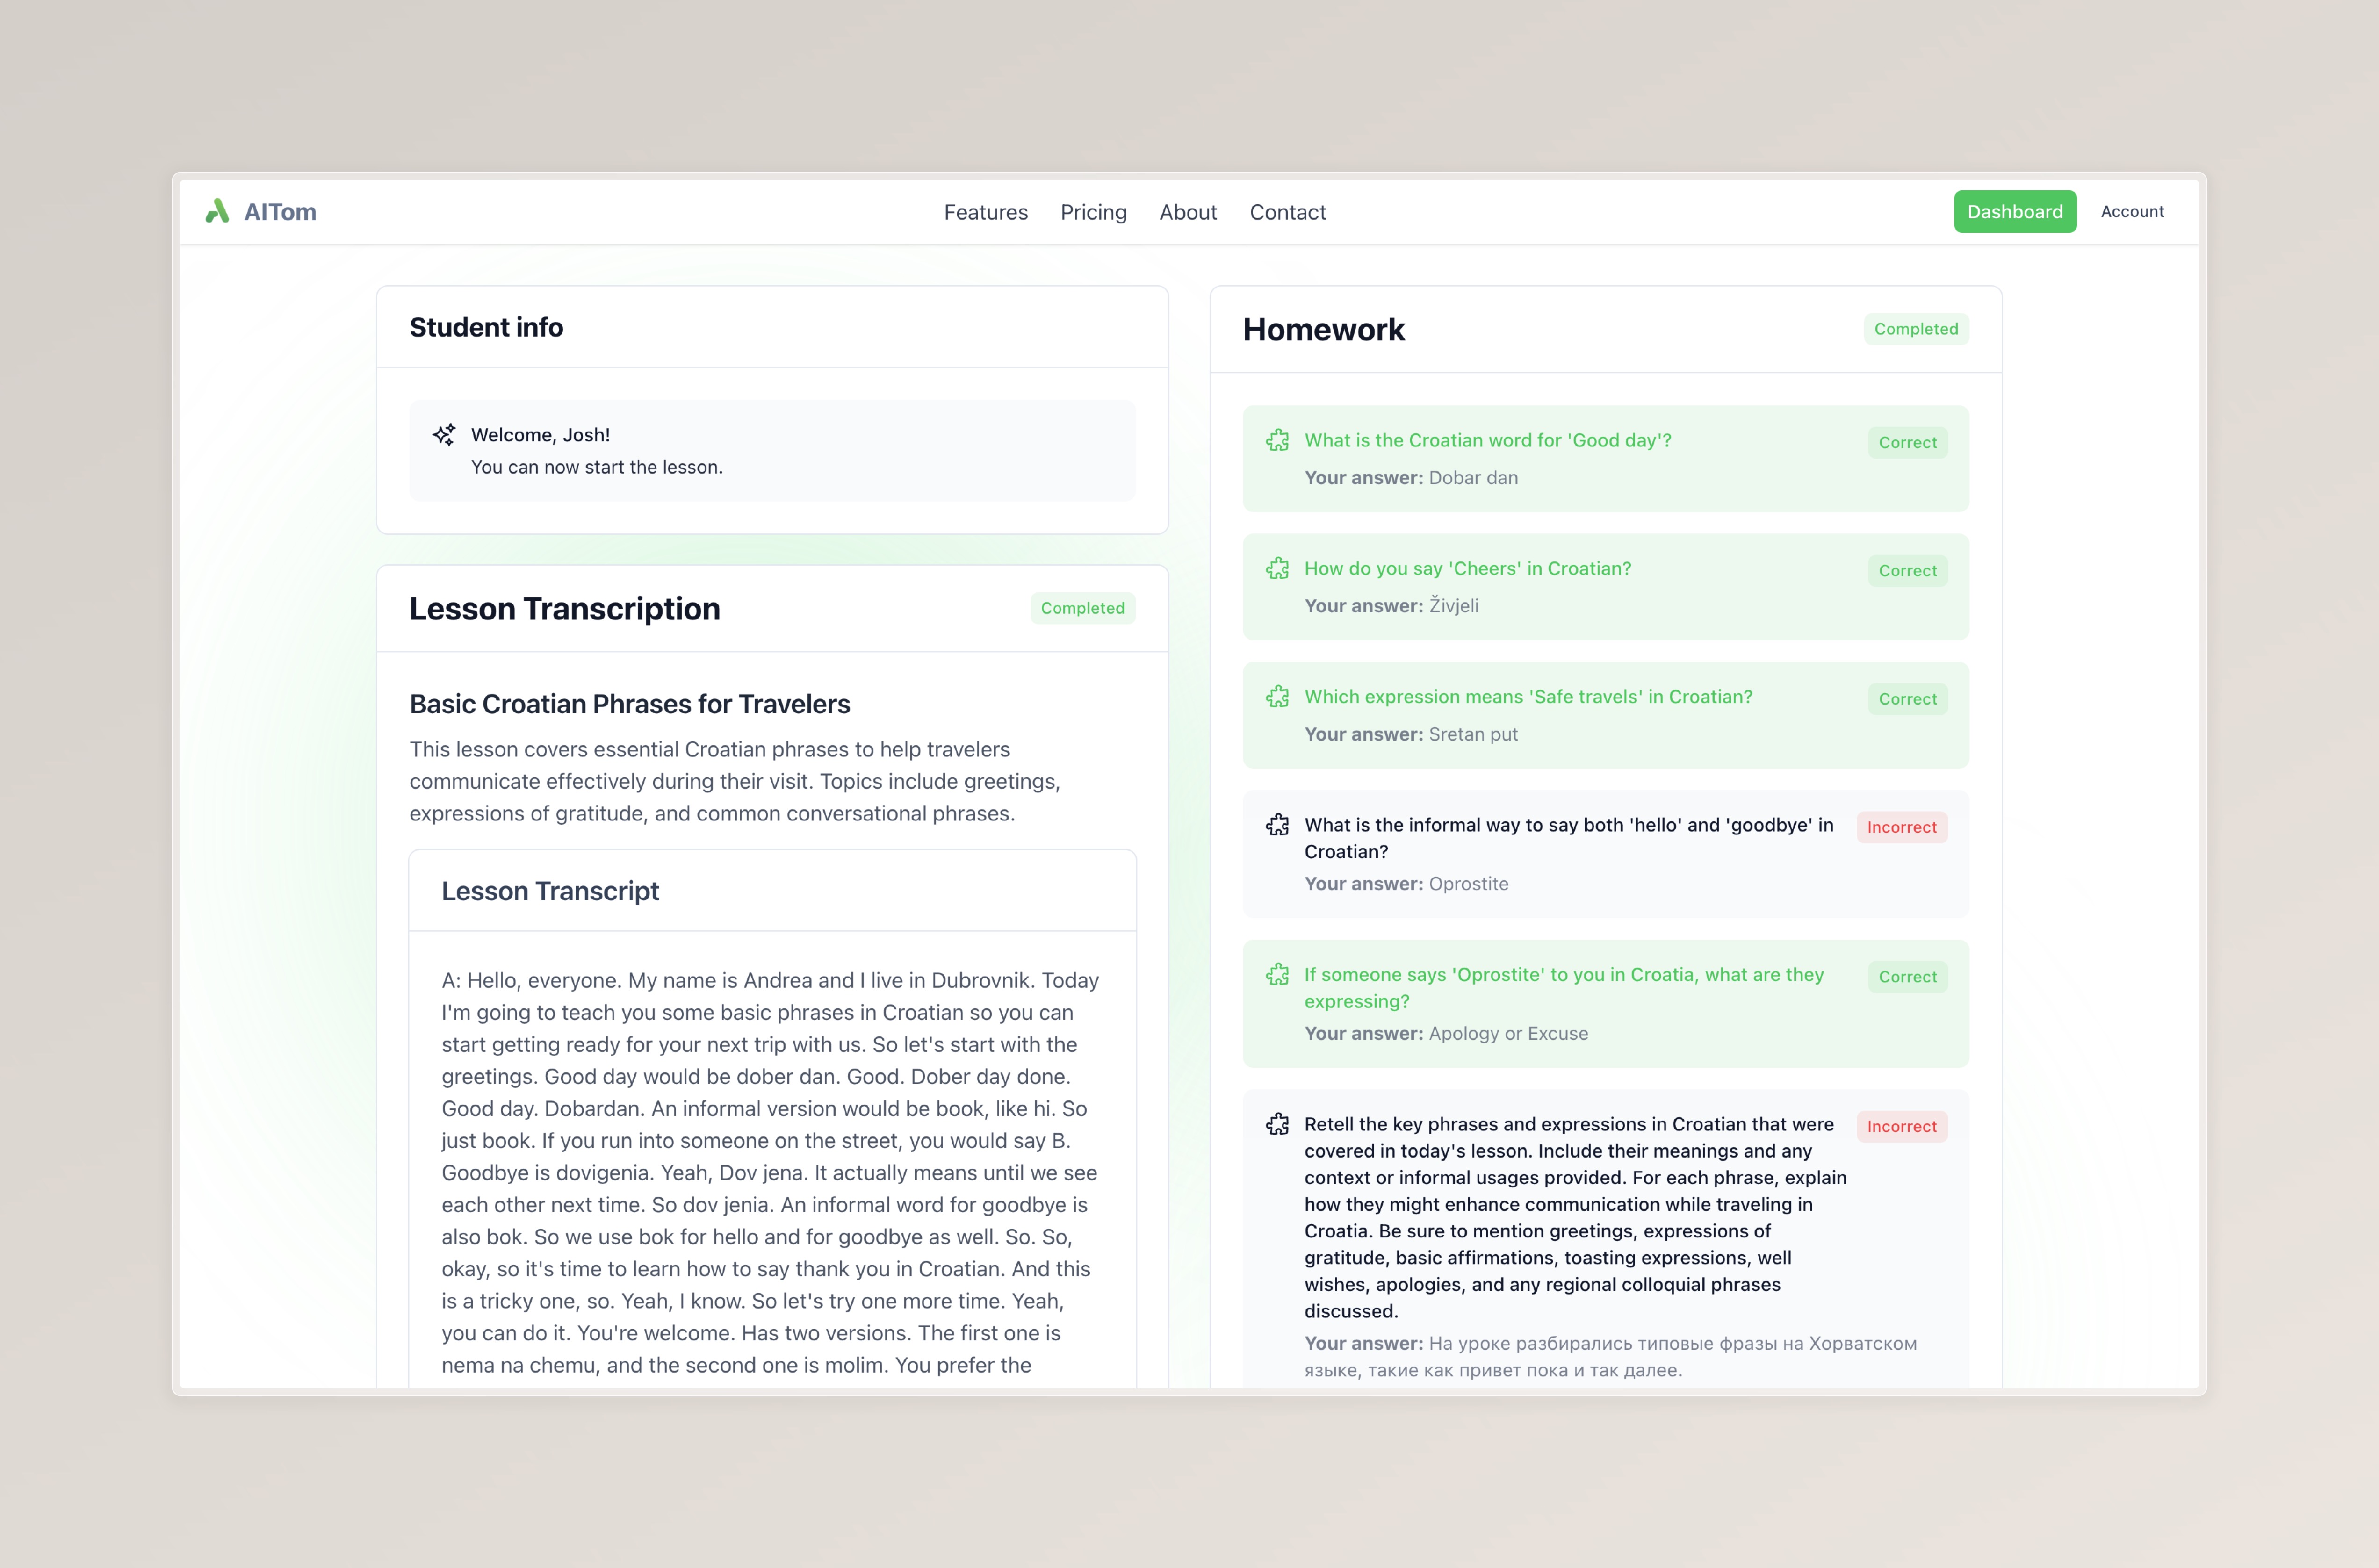 AITom
Features
Pricing
About
Contact
Dashboard
Account
Student info
Welcome, Josh!
You can now start the lesson.
Lesson Transcription
Completed
Basic Croatian Phrases for Travelers
This lesson covers essential Croatian phrases to help travelers
communicate effectively during their visit. Topics include greetings,
expressions of gratitude, and common conversational phrases.
Lesson Transcript
A: Hello, everyone. My name is Andrea and I live in Dubrovnik. Today
I'm going to teach you some basic phrases in Croatian so you can
start getting ready for your next trip with us. So let's start with the
greetings. Good day would be dober dan. Good. Dober day done.
Good day. Dobardan. An informal version would be book, like hi. So
just book. If you run into someone on the street, you would say B.
Goodbye is dovigenia. Yeah, Dov jena. It actually means until we see
each other next time. So dov jenia. An informal word for goodbye is
also bok. So we use bok for hello and for goodbye as well. So. So,
okay, so it's time to learn how to say thank you in Croatian. And this
is a tricky one, so. Yeah, I know. So let's try one more time. Yeah,
you can do it. You're welcome. Has two versions. The first one is
nema na chemu, and the second one is molim. You prefer the
Homework
Completed
What is the Croatian word for 'Good day'?
Correct
Your answer: Dobar dan
How do you say 'Cheers' in Croatian?
Correct
Your answer: Živjeli
Which expression means 'Safe travels' in Croatian?
Correct
Your answer: Sretan put
What is the informal way to say both 'hello' and 'goodbye' in
Croatian?
Incorrect
Your answer: Oprostite
If someone says 'Oprostite' to you in Croatia, what are they
expressing?
Correct
Your answer: Apology or Excuse
Retell the key phrases and expressions in Croatian that were
covered in today's lesson. Include their meanings and any
context or informal usages provided. For each phrase, explain
how they might enhance communication while traveling in
Croatia. Be sure to mention greetings, expressions of
gratitude, basic affirmations, toasting expressions, well
wishes, apologies, and any regional colloquial phrases
discussed.
Incorrect
Your answer: На уроке разбирались типовые фразы на Хорватском
языке, такие как привет пока и так далее.